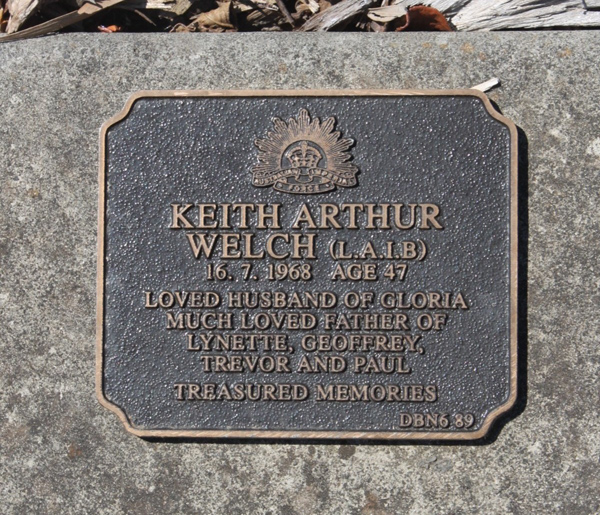 KEITH ARTHUR
WELCH (L.A.I.B)
16. 7. 1968 AGE 47
LOVED HUSBAND OF GLORIA
MUCH LOVED FATHER OF
LYNETTE, GEOFFREY,
TREVOR AND PAUL
TREASURED MEMORIES
DBN6.89